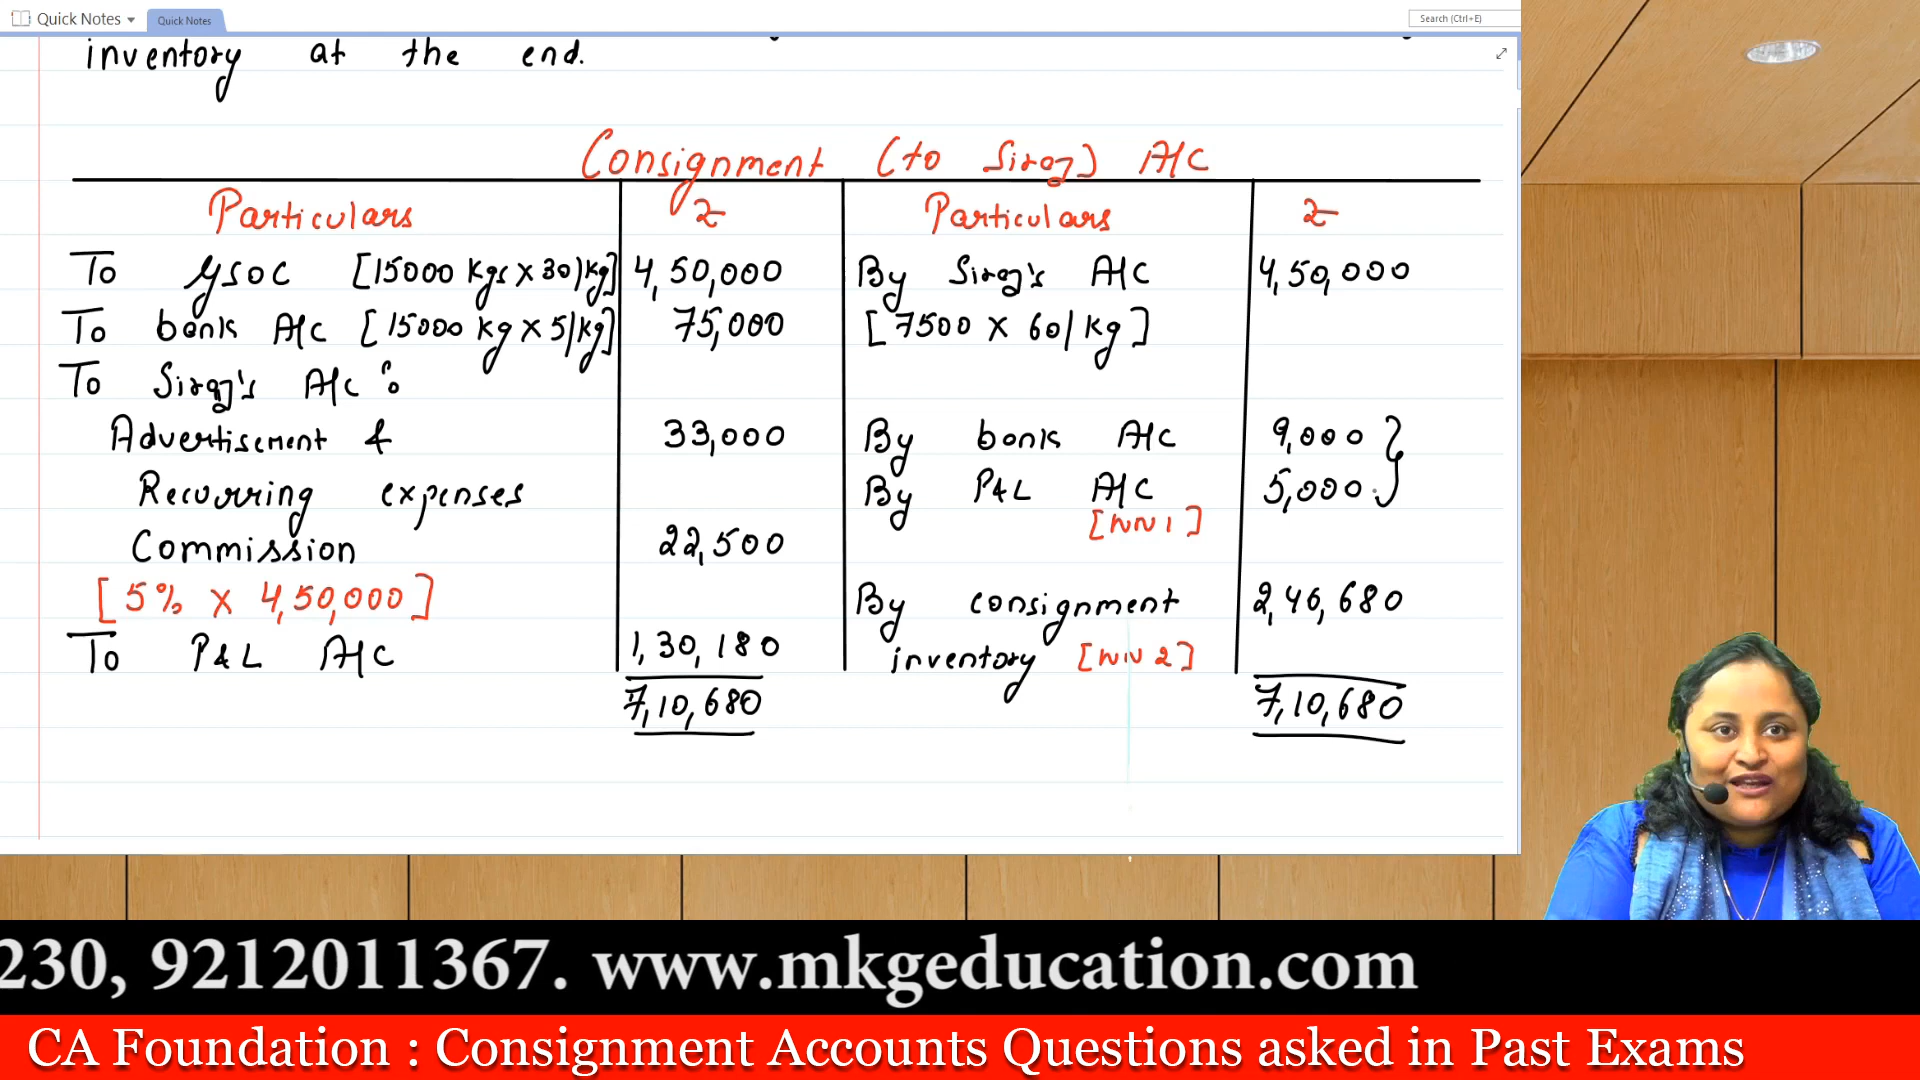 Quick Notes
Quick Notes
Search (Ctrl+E)
inventory at the end.
Consignment (to Siraj) A/c
Particulars ₹ Particulars ₹
To GSOC [15000 Kgs x 30/kg] 4,50,000 By Siraj's A/c 4,50,000
To bank A/c [15000 kg x 5/kg] 75,000 [7500 x 60/kg]
To Siraj's A/c :
Advertisement & 33,000 By bank A/c 9,000
Recurring expenses By P&L A/c 5,000
[WN 1]
Commission 22,500
[5% x 4,50,000] By consignment 2,46,680
To P&L A/c 1,30,180 inventory [WN 2]
7,10,680 7,10,680
230, 9212011367. www.mkgeducation.com
CA Foundation : Consignment Accounts Questions asked in Past Exams